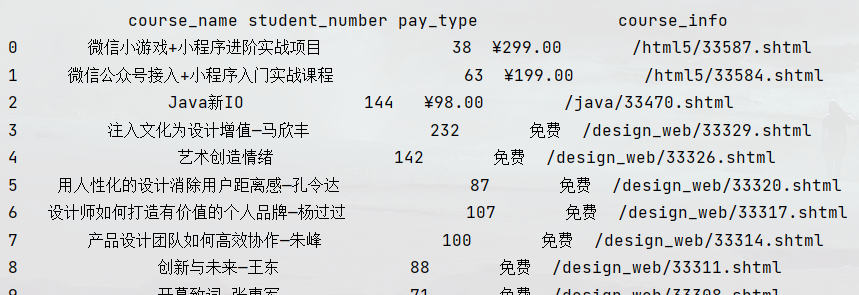 course_name student_number pay_type course_info
0 微信小游戏+小程序进阶实战项目 38 ¥299.00 /html5/33587.shtml
1 微信公众号接入+小程序入门实战课程 63 ¥199.00 /html5/33584.shtml
2 Java新IO 144 ¥98.00 /java/33470.shtml
3 注入文化为设计增值—马欣丰 232 免费 /design_web/33329.shtml
4 艺术创造情绪 142 免费 /design_web/33326.shtml
5 用人性化的设计消除用户距离感—孔令达 87 免费 /design_web/33320.shtml
6 设计师如何打造有价值的个人品牌—杨过过 107 免费 /design_web/33317.shtml
7 产品设计团队如何高效协作—朱峰 100 免费 /design_web/33314.shtml
8 创新与未来—王东 88 免费 /design_web/33311.shtml
9 开幕致词 71 免费 /design_web/33308.shtml